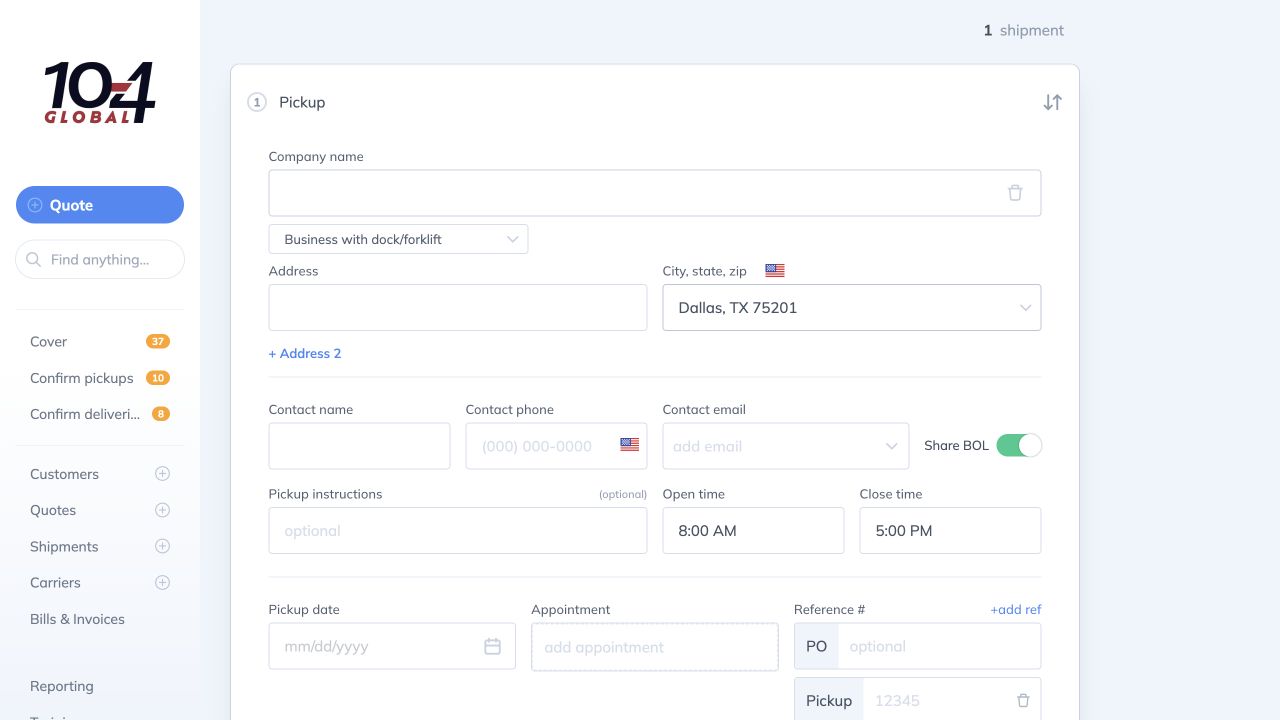 10-4
GLOBAL
Quote
Find anything...
Cover 37
Confirm pickups 10
Confirm deliveri... 8
Customers
Quotes
Shipments
Carriers
Bills & Invoices
Reporting
1 shipment
1 Pickup
Company name
Business with dock/forklift
Address City, state, zip
Dallas, TX 75201
+ Address 2
Contact name Contact phone Contact email
(000) 000-0000 add email Share BOL
Pickup instructions (optional) Open time Close time
optional 8:00 AM 5:00 PM
Pickup date Appointment Reference # +add ref
mm/dd/yyyy add appointment PO optional
Pickup 12345